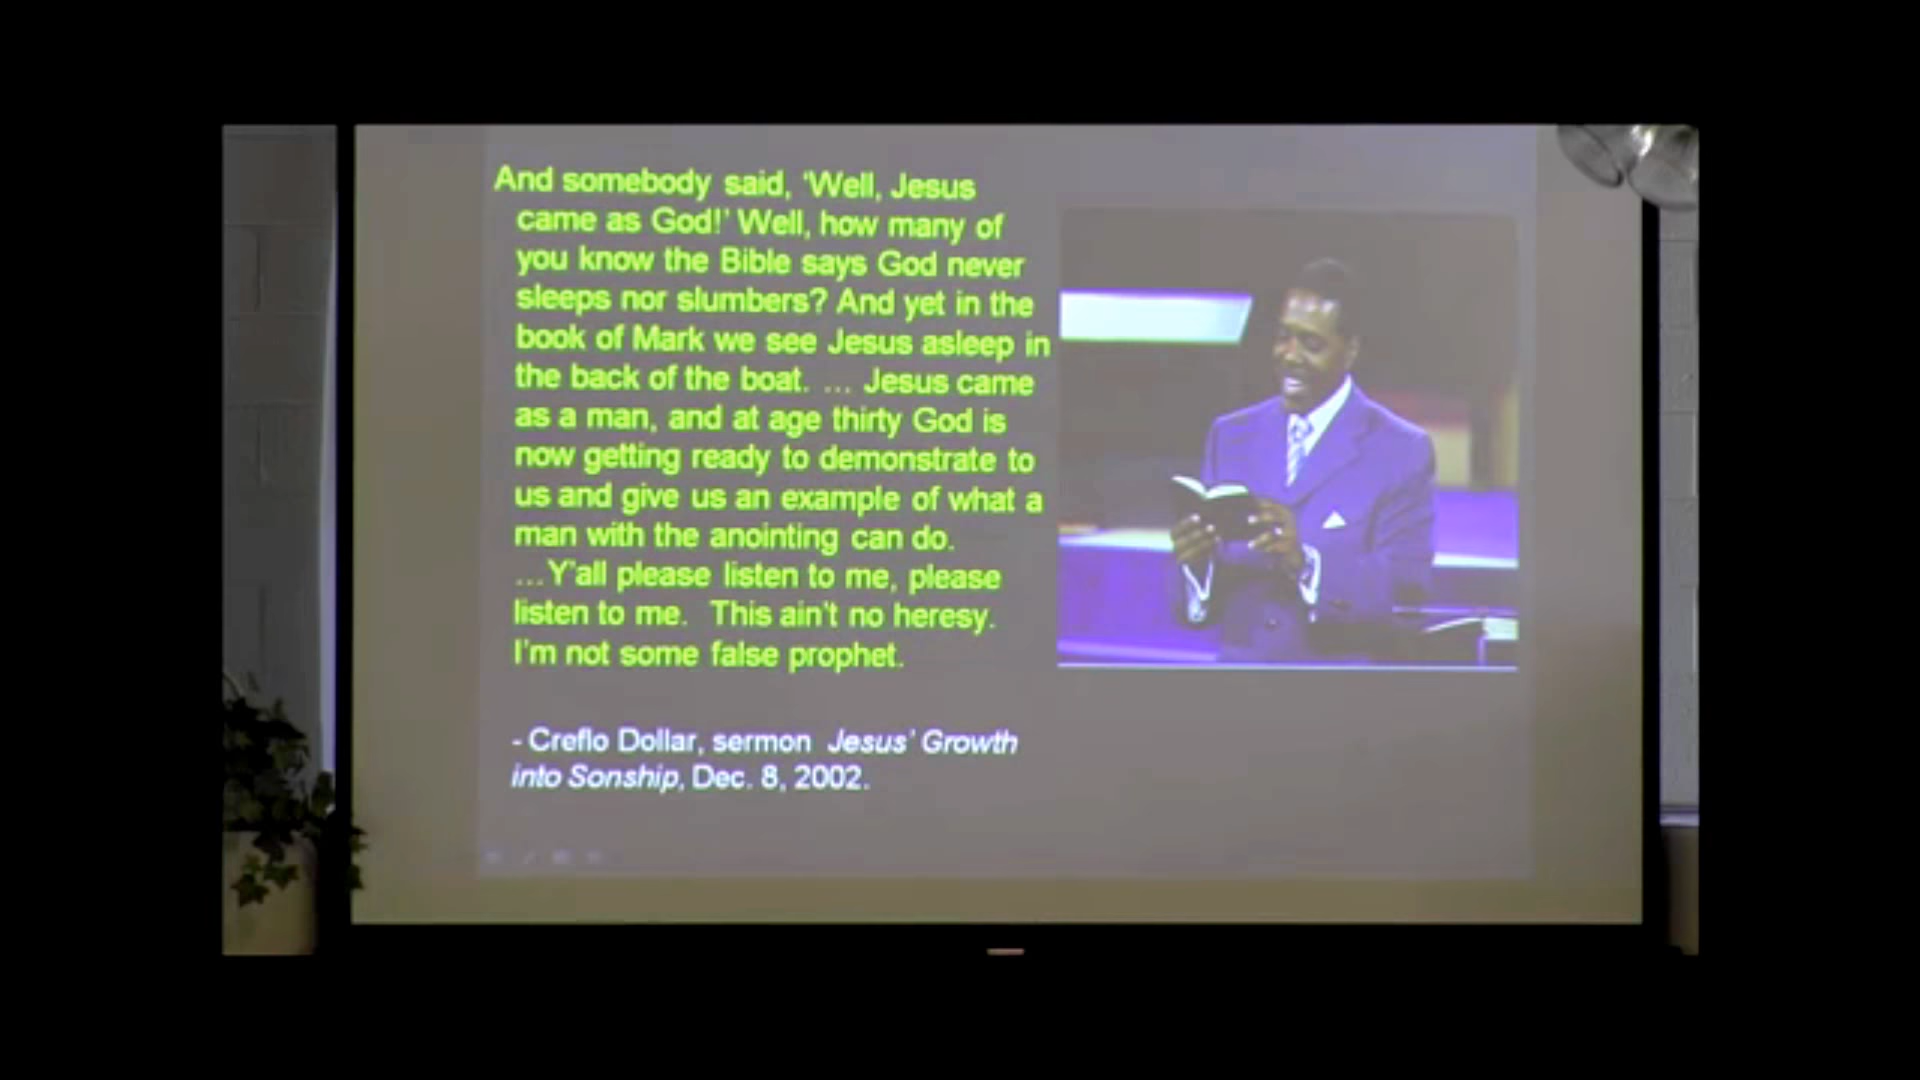 And somebody said, ‘Well, Jesus
came as God!’ Well, how many of
you know the Bible says God never
sleeps nor slumbers? And yet in the
book of Mark we see Jesus asleep in
the back of the boat. … Jesus came
as a man, and at age thirty God is
now getting ready to demonstrate to
us and give us an example of what a
man with the anointing can do.
…Y’all please listen to me, please
listen to me. This ain’t no heresy.
I’m not some false prophet.
- Creflo Dollar, sermon Jesus’ Growth
into Sonship, Dec. 8, 2002.